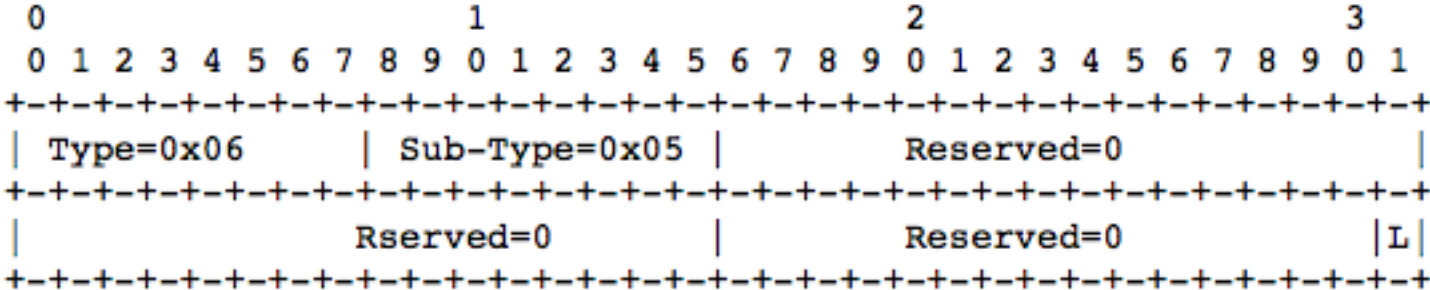 0                   1                   2                   3
0 1 2 3 4 5 6 7 8 9 0 1 2 3 4 5 6 7 8 9 0 1 2 3 4 5 6 7 8 9 0 1
+-+-+-+-+-+-+-+-+-+-+-+-+-+-+-+-+-+-+-+-+-+-+-+-+-+-+-+-+-+-+-+-+
| Type=0x06     | Sub-Type=0x05 |        Reserved=0             |
+-+-+-+-+-+-+-+-+-+-+-+-+-+-+-+-+-+-+-+-+-+-+-+-+-+-+-+-+-+-+-+-+
|               Rserved=0       |        Reserved=0           |L|
+-+-+-+-+-+-+-+-+-+-+-+-+-+-+-+-+-+-+-+-+-+-+-+-+-+-+-+-+-+-+-+-+